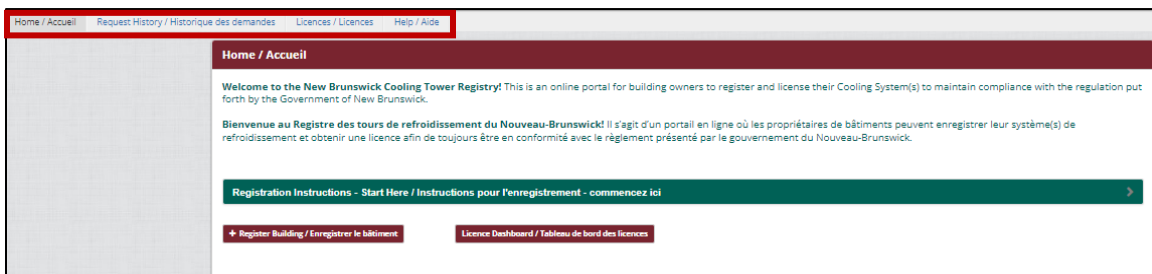 Home / Accueil Request History / Historique des demandes Licences / Licences Help / Aide
Home / Accueil
Welcome to the New Brunswick Cooling Tower Registry! This is an online portal for building owners to register and license their Cooling System(s) to maintain compliance with the regulation put
forth by the Government of New Brunswick.
Bienvenue au Registre des tours de refroidissement du Nouveau-Brunswick! Il s'agit d'un portail en ligne où les propriétaires de bâtiments peuvent enregistrer leur système(s) de
refroidissement et obtenir une licence afin de toujours être en conformité avec le règlement présenté par le gouvernement du Nouveau-Brunswick.
Registration Instructions - Start Here / Instructions pour l'enregistrement - commencez ici
+ Register Building / Enregistrer le bâtiment Licence Dashboard / Tableau de bord des licences